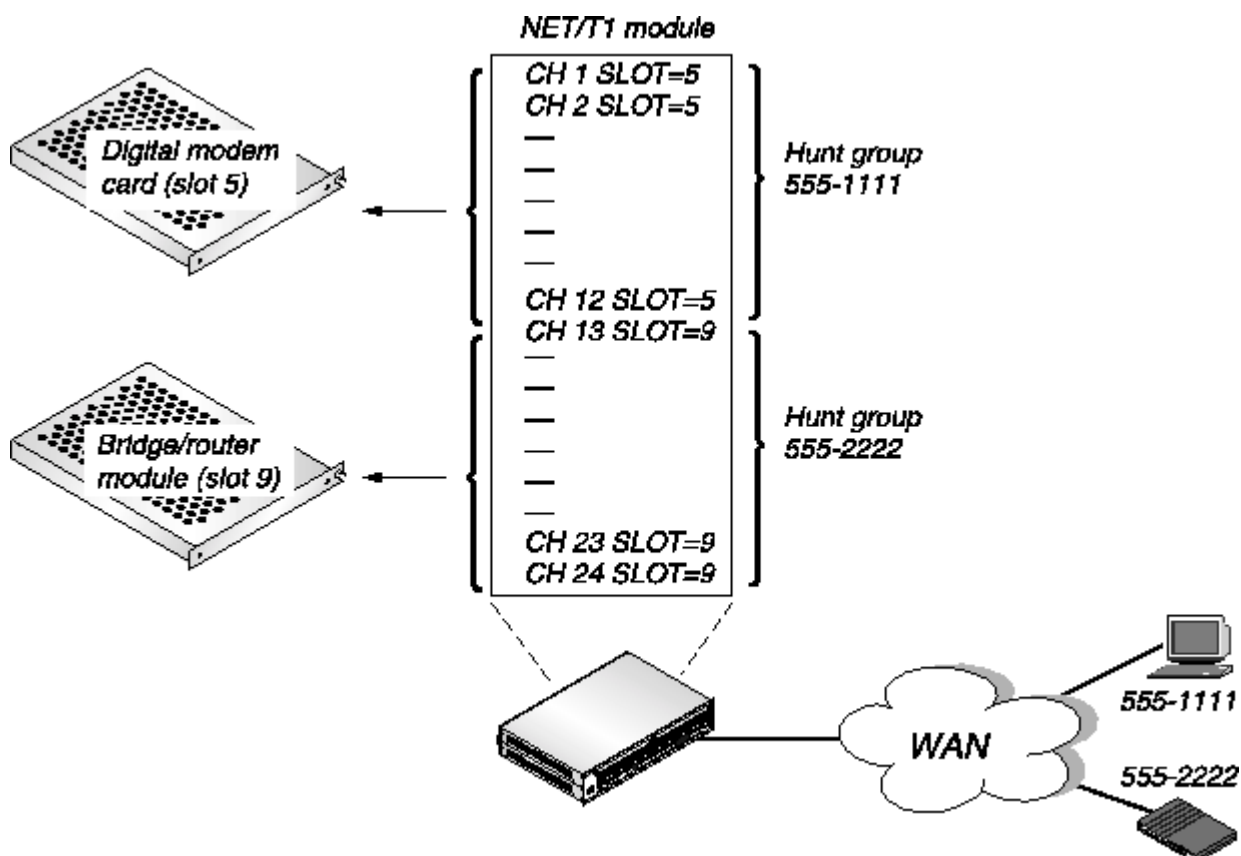 NET/T1 module
CH 1 SLOT=5
CH 2 SLOT=5
Digital modem
card (slot 5)
Hunt group
555-1111
CH 12 SLOT=5
CH 13 SLOT=9
Bridge/router
module (slot 9)
Hunt group
555-2222
CH 23 SLOT=9
CH 24 SLOT=9
WAN
555-1111
555-2222